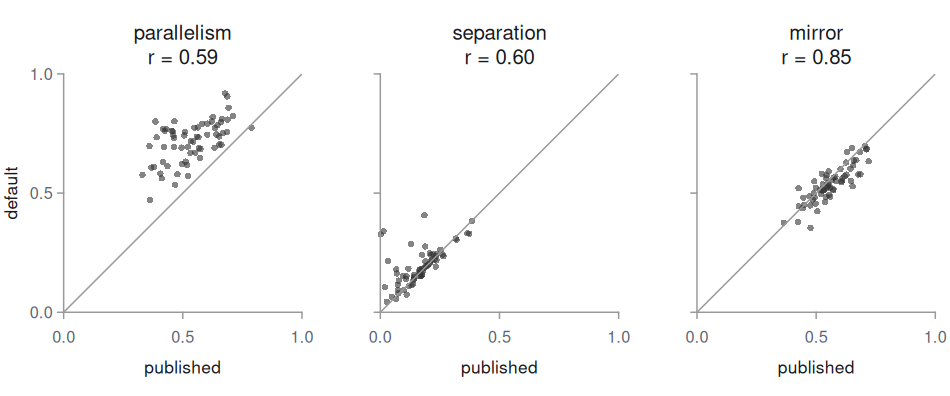 parallelism
r = 0.59
separation
r = 0.60
mirror
r = 0.85
default
1.0
0.5
0.0
0.0 0.5 1.0
0.0 0.5 1.0
0.0 0.5 1.0
published
published
published